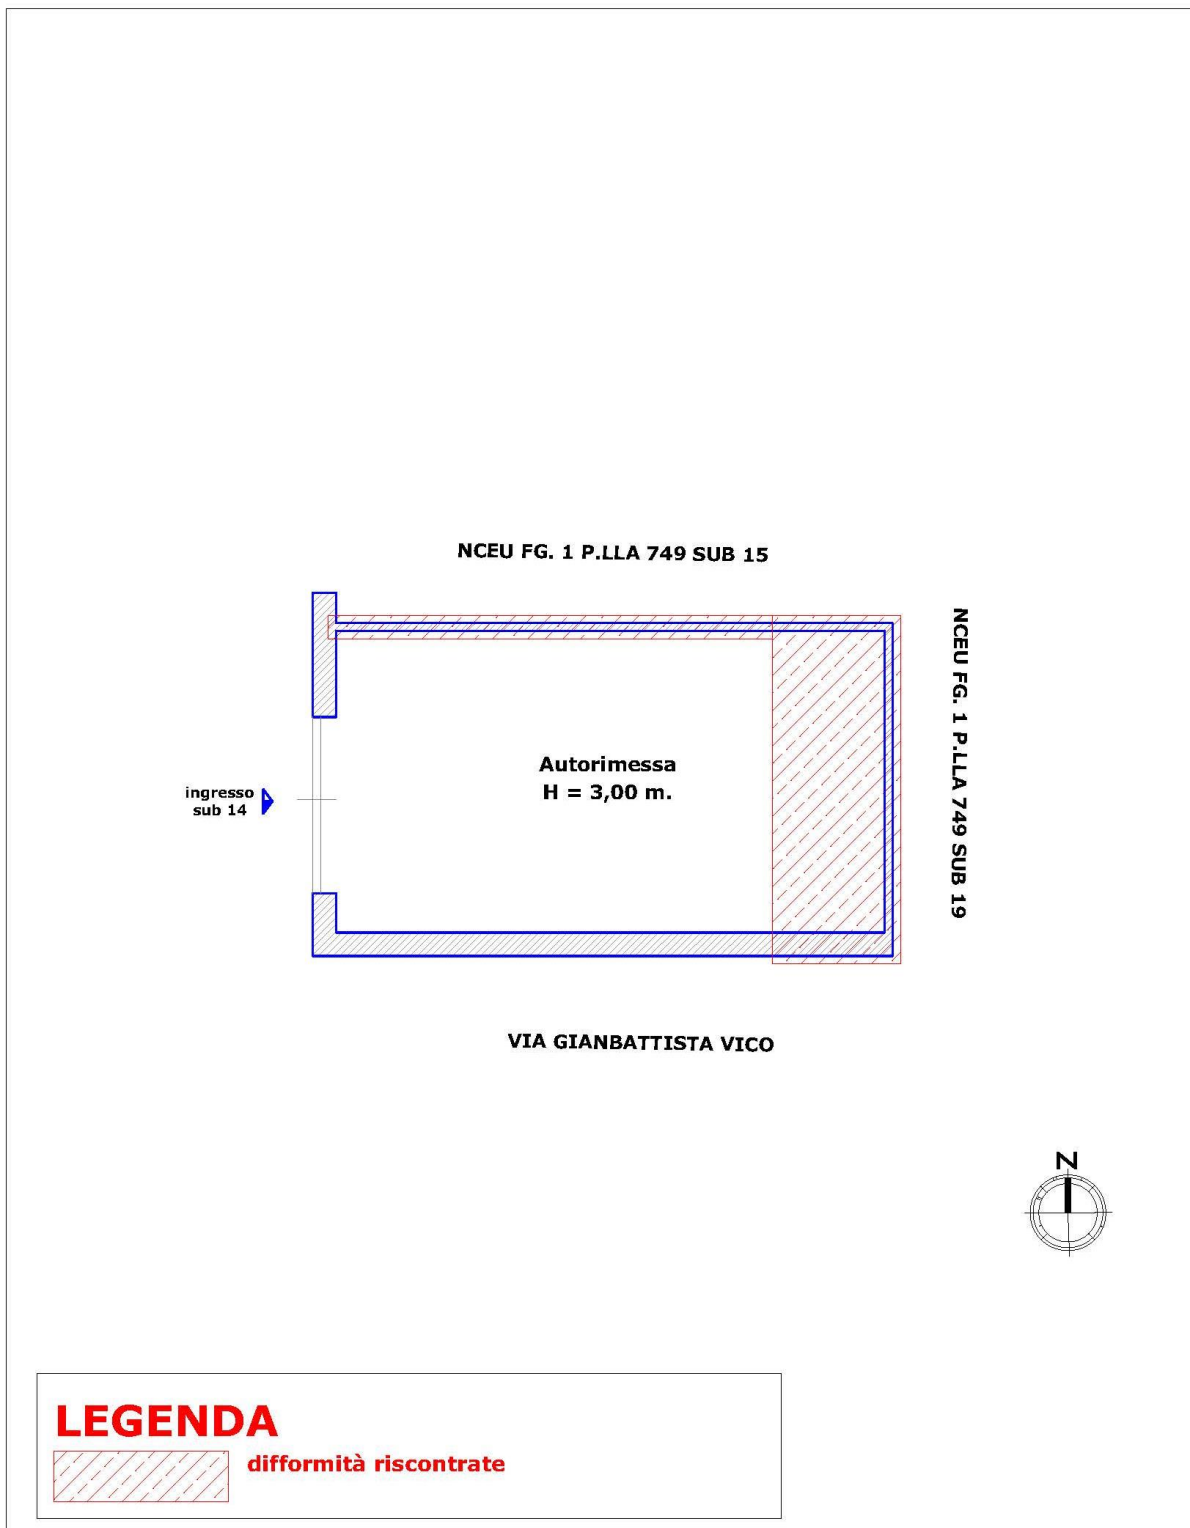 NCEU FG. 1 P.LLA 749 SUB 15
NCEU FG. 1 P.LLA 749 SUB 19
Autorimessa
H = 3,00 m.
ingresso
sub 14
VIA GIANBATTISTA VICO
N
LEGENDA
difformità riscontrate